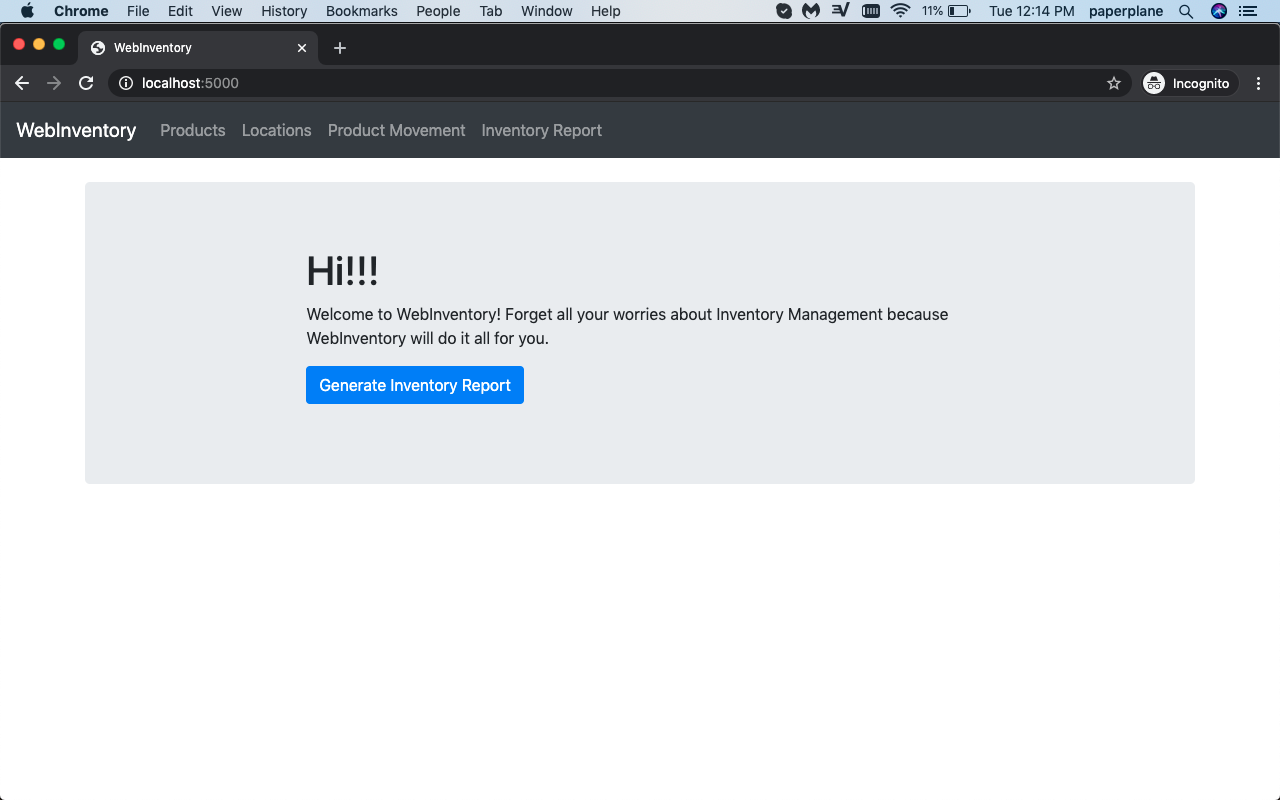 Chrome File Edit View History Bookmarks People Tab Window Help 11% Tue 12:14 PM paperplane
WebInventory
localhost:5000 Incognito
WebInventory Products Locations Product Movement Inventory Report
Hi!!!
Welcome to WebInventory! Forget all your worries about Inventory Management because
WebInventory will do it all for you.
Generate Inventory Report